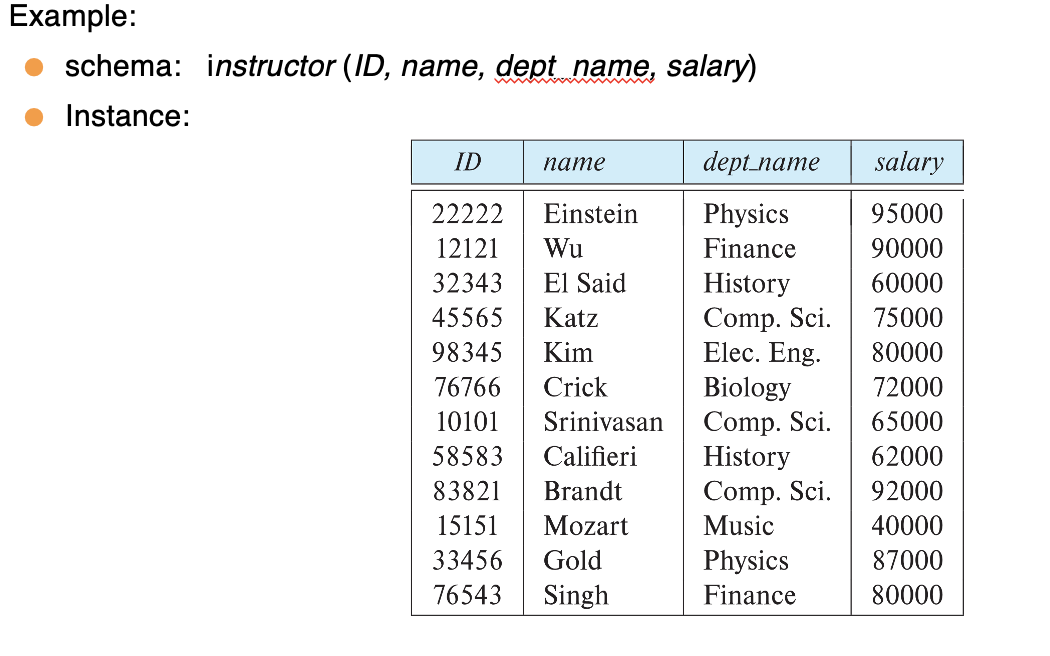 Example:
schema: instructor (ID, name, dept_name, salary)
Instance:
ID name dept_name salary
22222 Einstein Physics 95000
12121 Wu Finance 90000
32343 El Said History 60000
45565 Katz Comp. Sci. 75000
98345 Kim Elec. Eng. 80000
76766 Crick Biology 72000
10101 Srinivasan Comp. Sci. 65000
58583 Califieri History 62000
83821 Brandt Comp. Sci. 92000
15151 Mozart Music 40000
33456 Gold Physics 87000
76543 Singh Finance 80000